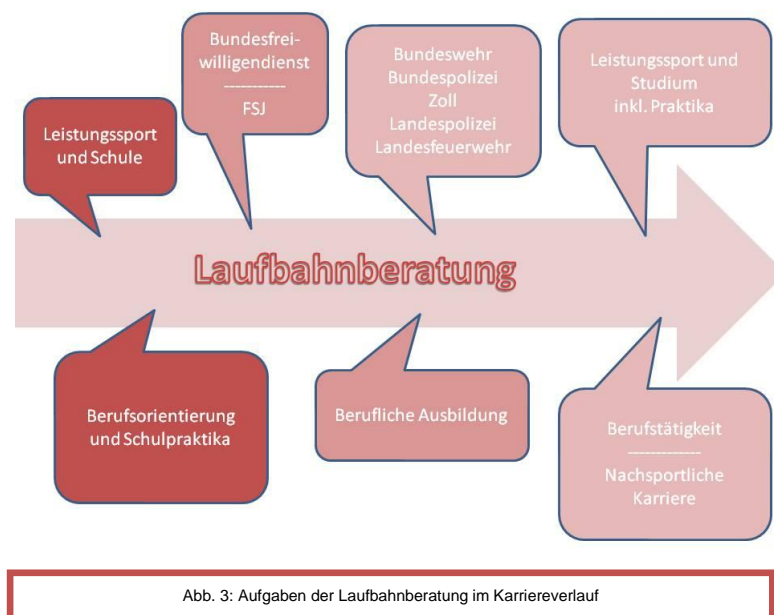 Bundesfrei-
willigendienst
-----------
FSJ
Bundeswehr
Bundespolizei
Zoll
Landespolizei
Landesfeuerwehr
Leistungssport und
Studium
inkl. Praktika
Leistungssport
und Schule
Laufbahnberatung
Berufsorientierung
und Schulpraktika
Berufliche Ausbildung
Berufstätigkeit
-------------
Nachsportliche
Karriere
Abb. 3: Aufgaben der Laufbahnberatung im Karriereverlauf